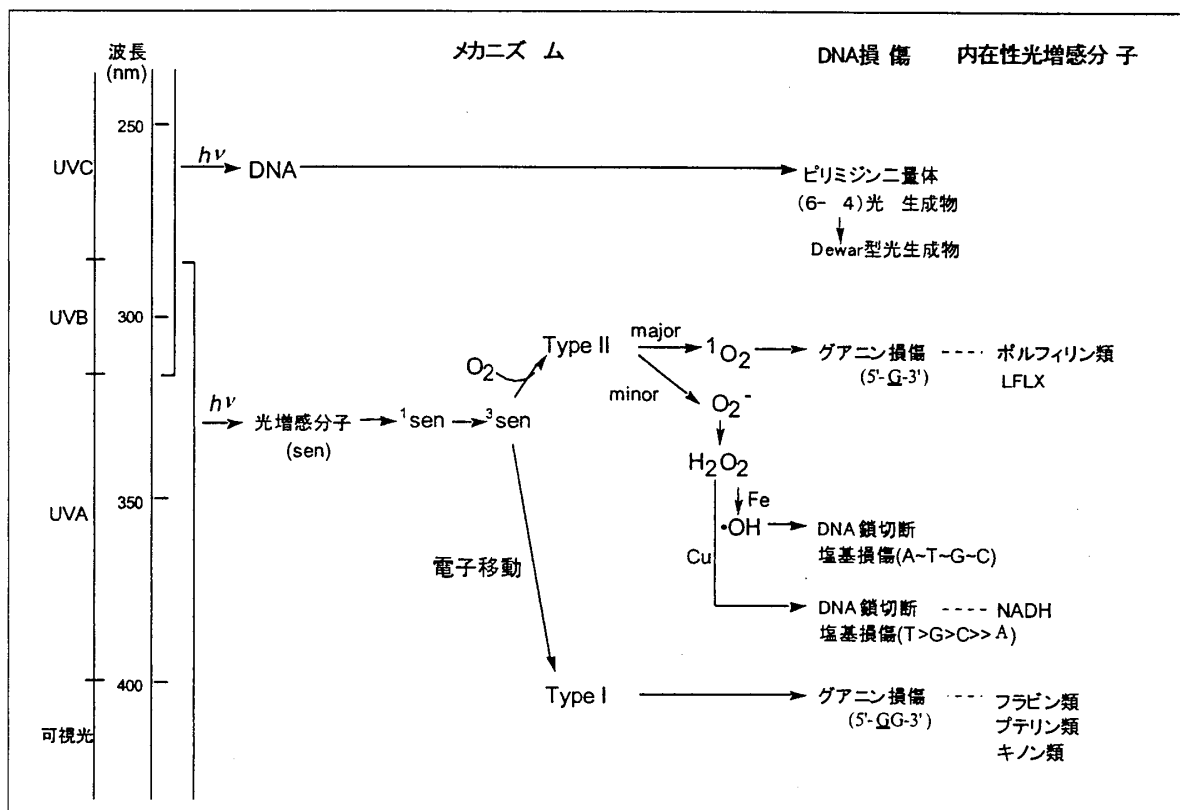 波長
(nm)
メカニズ ム
DNA損 傷
内在性光増感分 子
250
UVC
hν
DNA
ピリミジン二量体
(6- 4)光 生成物
Dewar型光生成物
UVB
300
O2
Type II
major
¹O2
グアニン損傷
(5'-G-3')
ポルフィリン類
LFLX
minor
O2⁻
hν
光増感分子
(sen)
¹sen
³sen
H2O2
350
UVA
Fe
•OH
DNA鎖切断
塩基損傷(A~T~G~C)
電子移動
Cu
DNA鎖切断
塩基損傷(T>G>C>> A)
NADH
400
Type I
グアニン損傷
(5'-GG-3')
フラビン類
プテリン類
キノン類
可視光